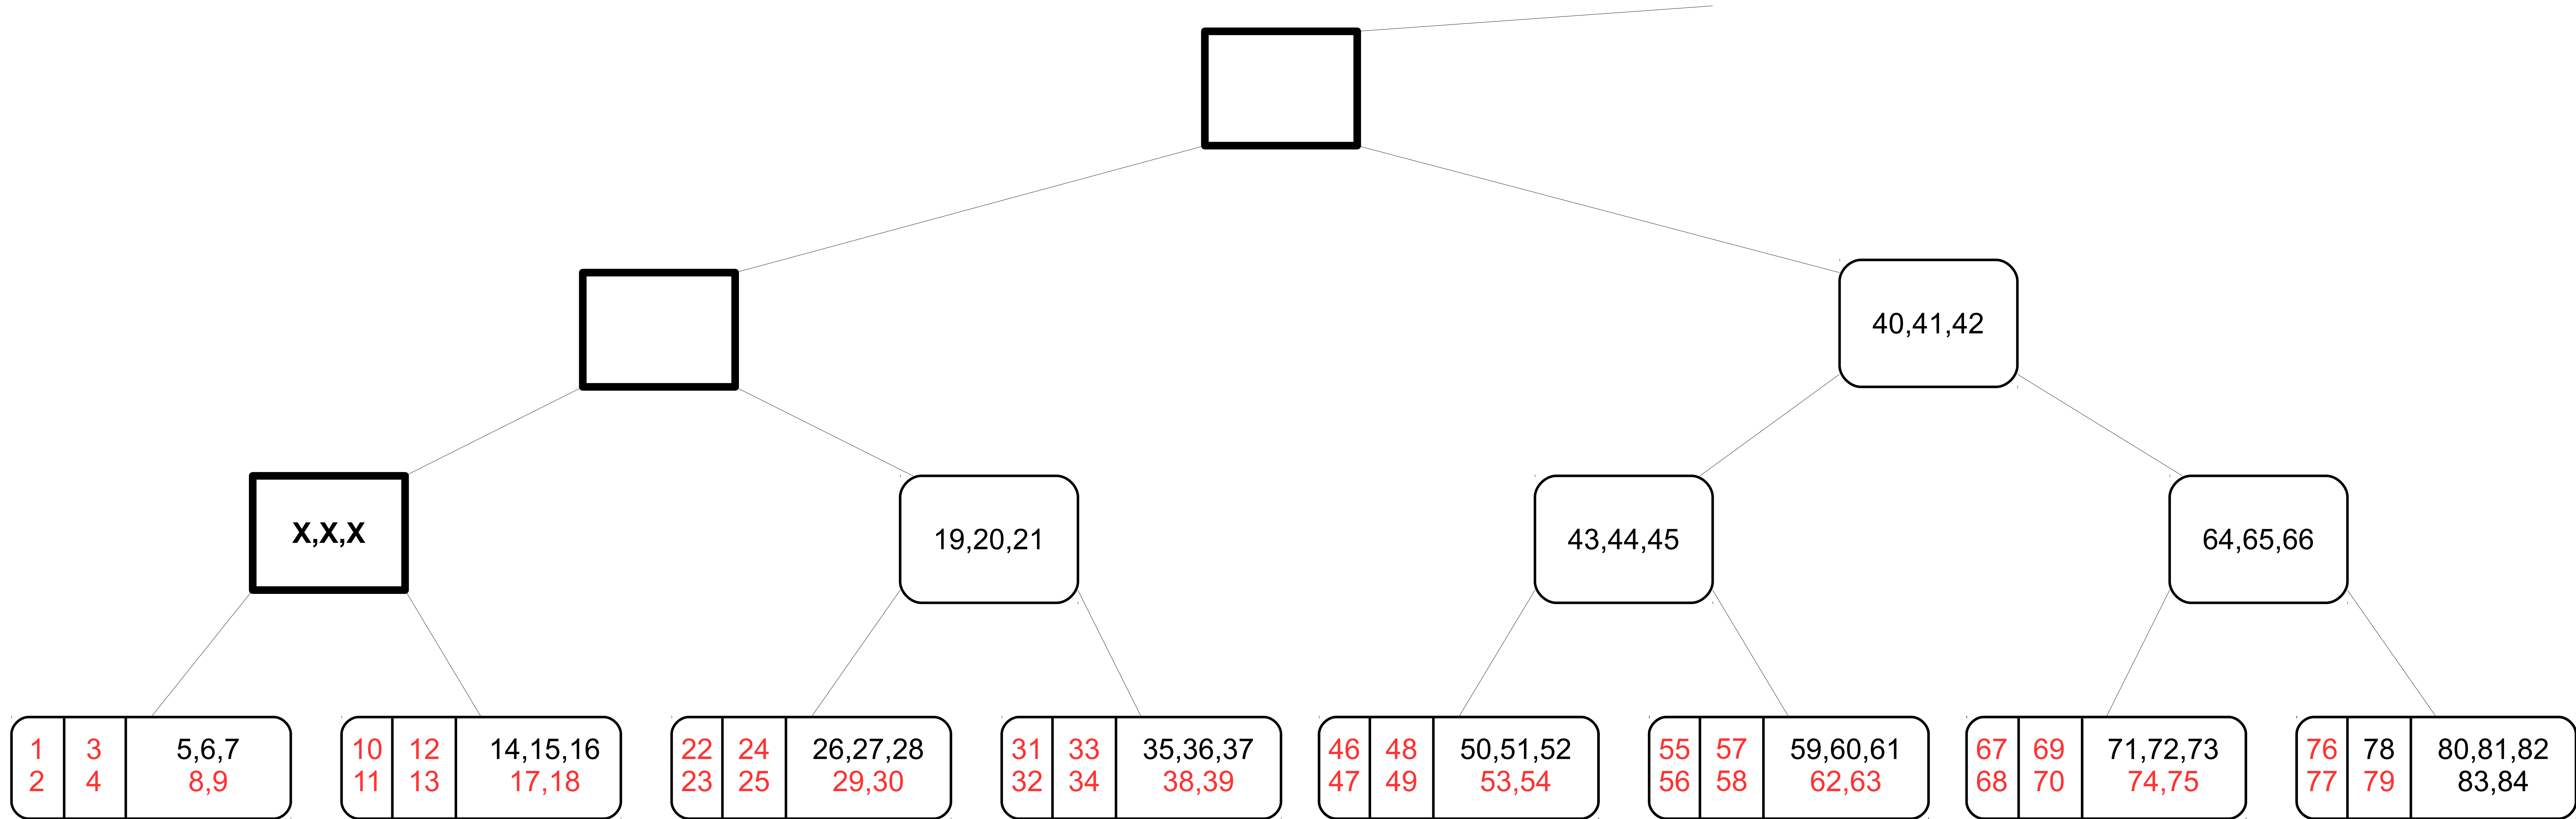 40,41,42
X,X,X
19,20,21
43,44,45
64,65,66
1 3 5,6,7
2 4 8,9
10 12 14,15,16
11 13 17,18
22 24 26,27,28
23 25 29,30
31 33 35,36,37
32 34 38,39
46 48 50,51,52
47 49 53,54
55 57 59,60,61
56 58 62,63
67 69 71,72,73
68 70 74,75
76 78 80,81,82
77 79 83,84